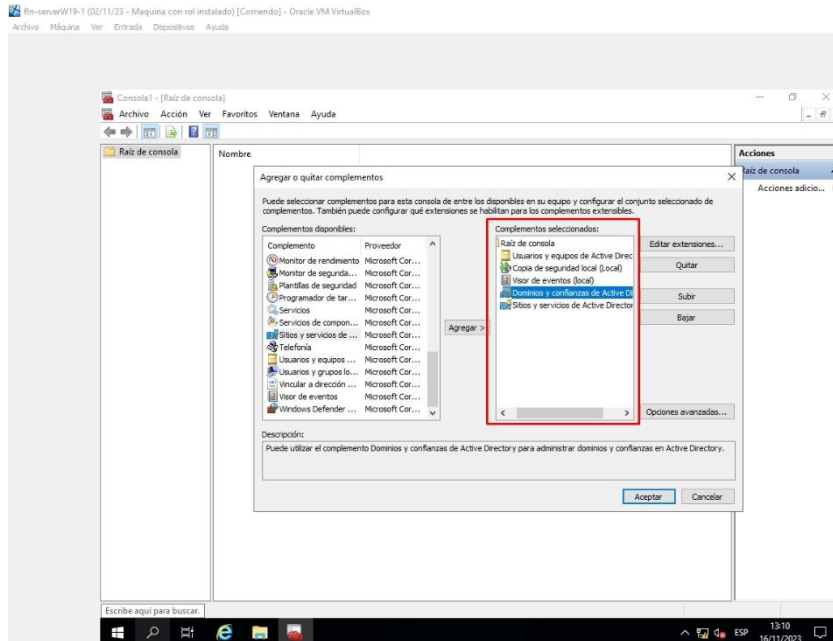 fln-serverW19-1 (02/11/23 - Maquina con rol instalado) [Corriendo] - Oracle VM VirtualBox
Archivo Máquina Ver Entrada Dispositivos Ayuda
Consola1 - [Raíz de consola]
Archivo Acción Ver Favoritos Ventana Ayuda
Raíz de consola
Nombre
Acciones
Raíz de consola
Acciones adicio...
Agregar o quitar complementos
Puede seleccionar complementos para esta consola de entre los disponibles en su equipo y configurar el conjunto seleccionado de
complementos. También puede configurar qué extensiones se habilitan para los complementos extensibles.
Complementos disponibles:
Complemento Proveedor
Monitor de rendimiento Microsoft Cor...
Monitor de segurida... Microsoft Cor...
Plantillas de seguridad Microsoft Cor...
Programador de tar... Microsoft Cor...
Servicios Microsoft Cor...
Servicios de compon... Microsoft Cor...
Sitios y servicios de ... Microsoft Cor...
Telefonía Microsoft Cor...
Usuarios y equipos ... Microsoft Cor...
Usuarios y grupos lo... Microsoft Cor...
Vincular a dirección ... Microsoft Cor...
Visor de eventos Microsoft Cor...
Windows Defender ... Microsoft Cor...
Agregar >
Complementos seleccionados:
Raíz de consola
Usuarios y equipos de Active Direc
Copia de seguridad local (Local)
Visor de eventos (local)
Dominios y confianzas de Active Di
Sitios y servicios de Active Director
Editar extensiones...
Quitar
Subir
Bajar
Opciones avanzadas...
Descripción:
Puede utilizar el complemento Dominios y confianzas de Active Directory para administrar dominios y confianzas en Active Directory.
Aceptar Cancelar
Escribe aquí para buscar.
ESP
13:10
16/11/2023